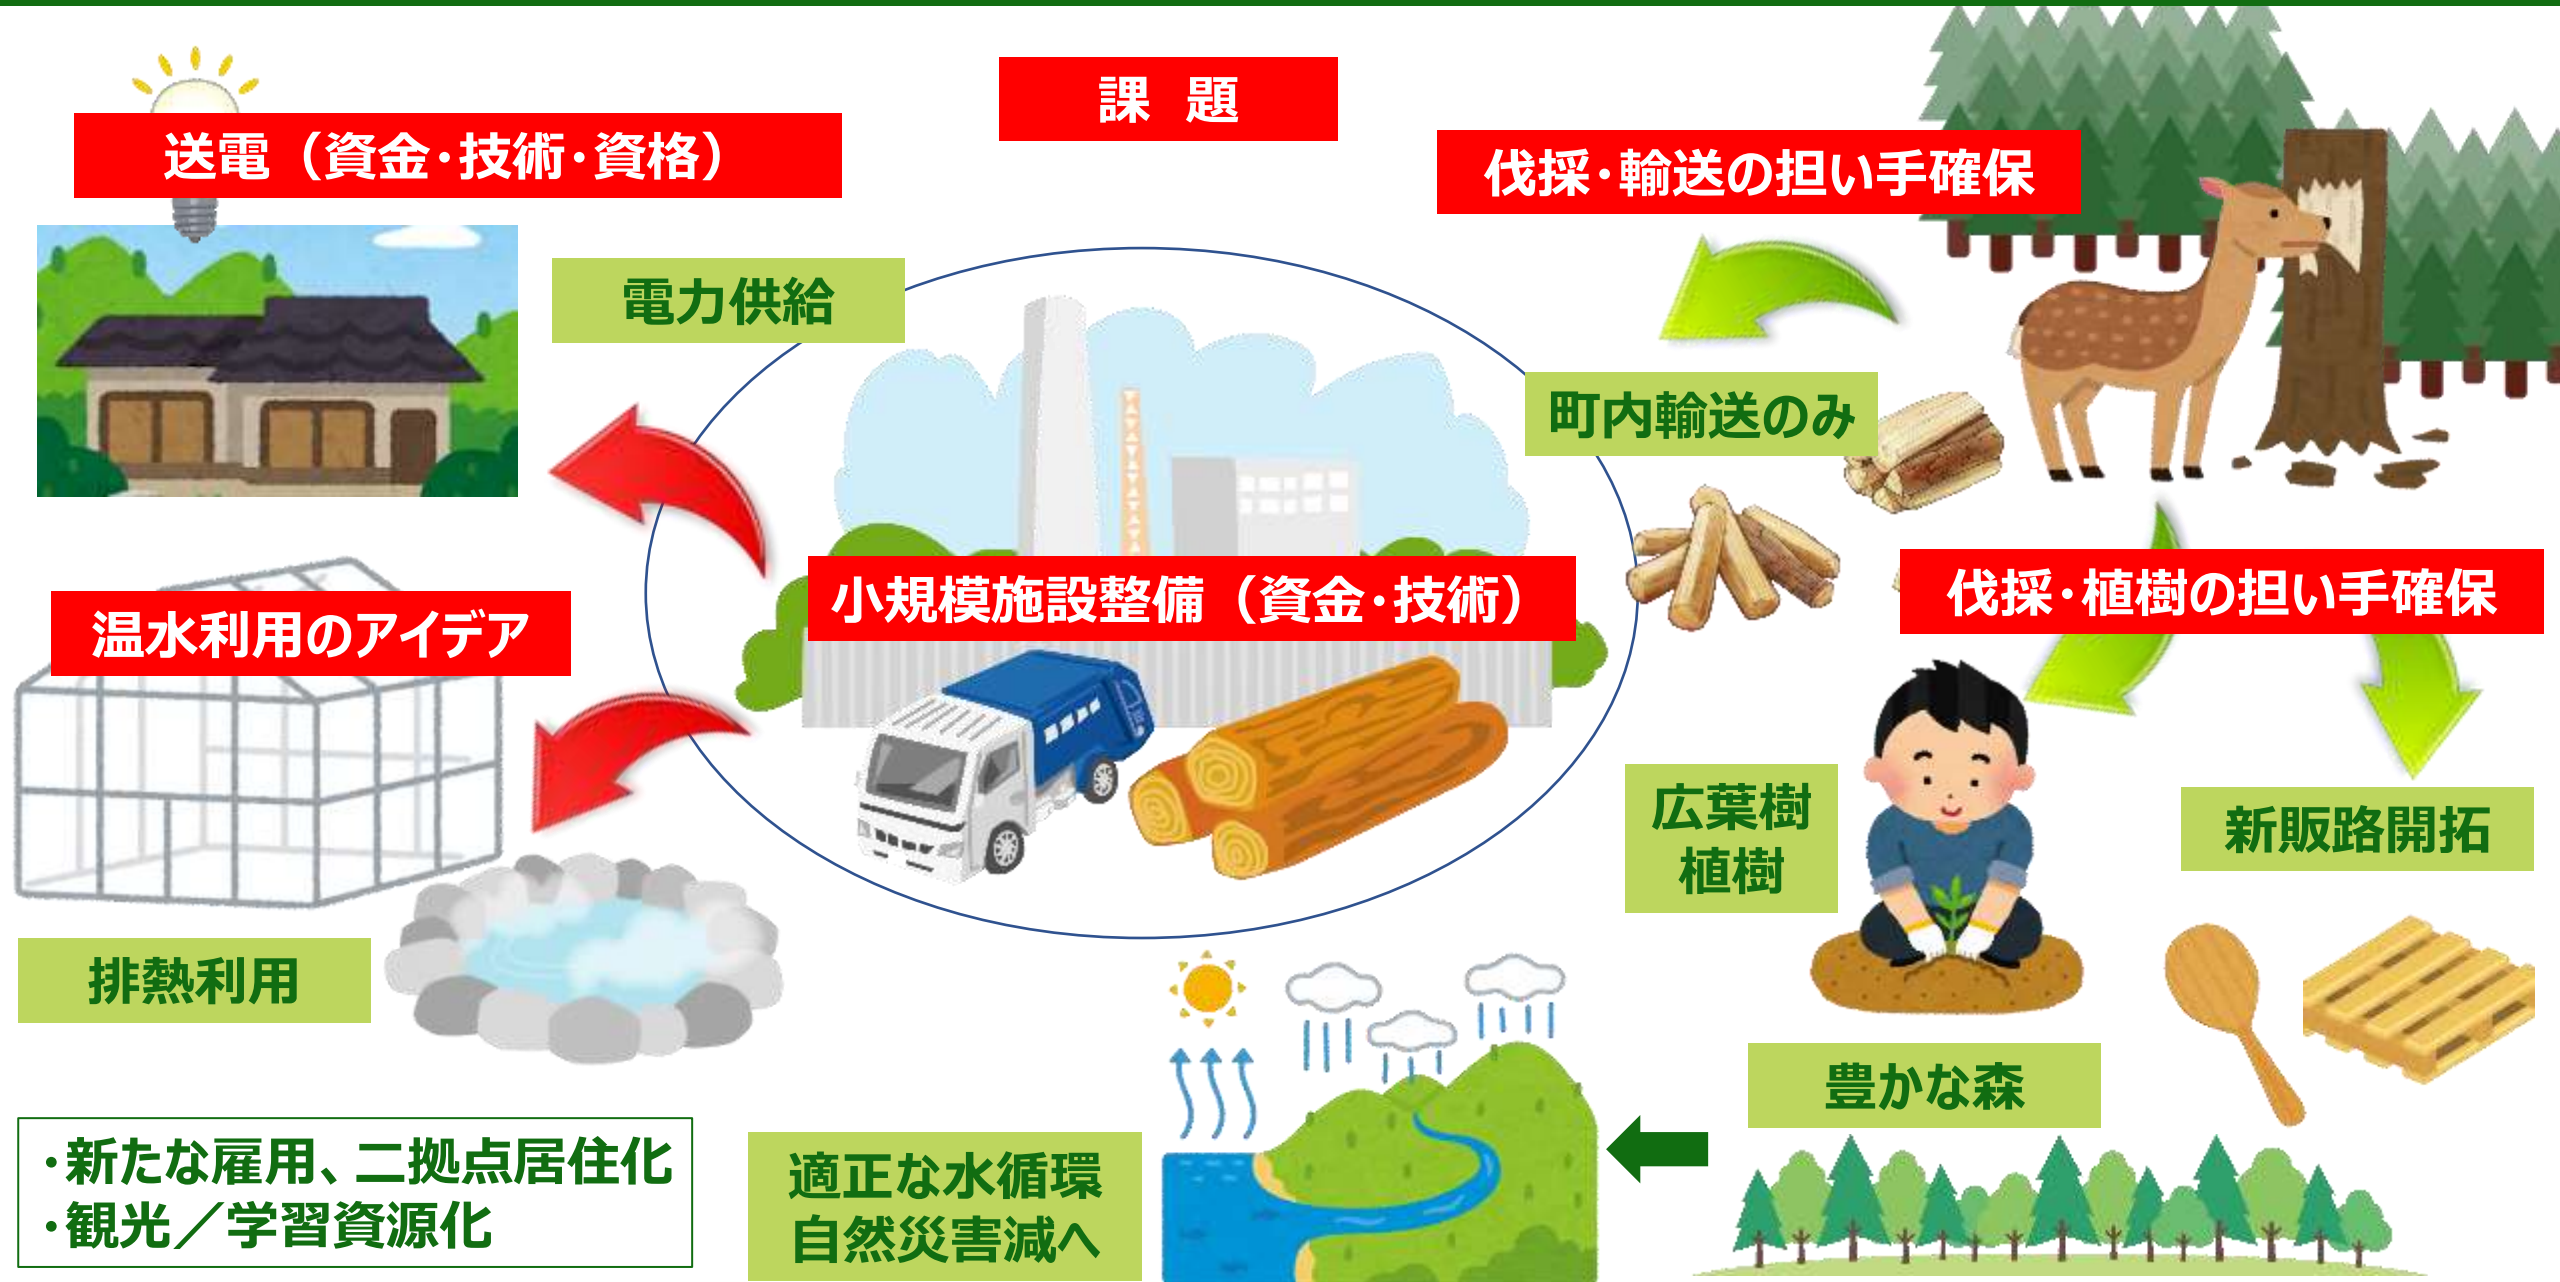 課　題
送電（資金・技術・資格）
伐採・輸送の担い手確保
電力供給
町内輸送のみ
小規模施設整備（資金・技術）
伐採・植樹の担い手確保
温水利用のアイデア
広葉樹
植樹
新販路開拓
排熱利用
豊かな森
・新たな雇用、二拠点居住化
・観光／学習資源化
適正な水循環
自然災害減へ